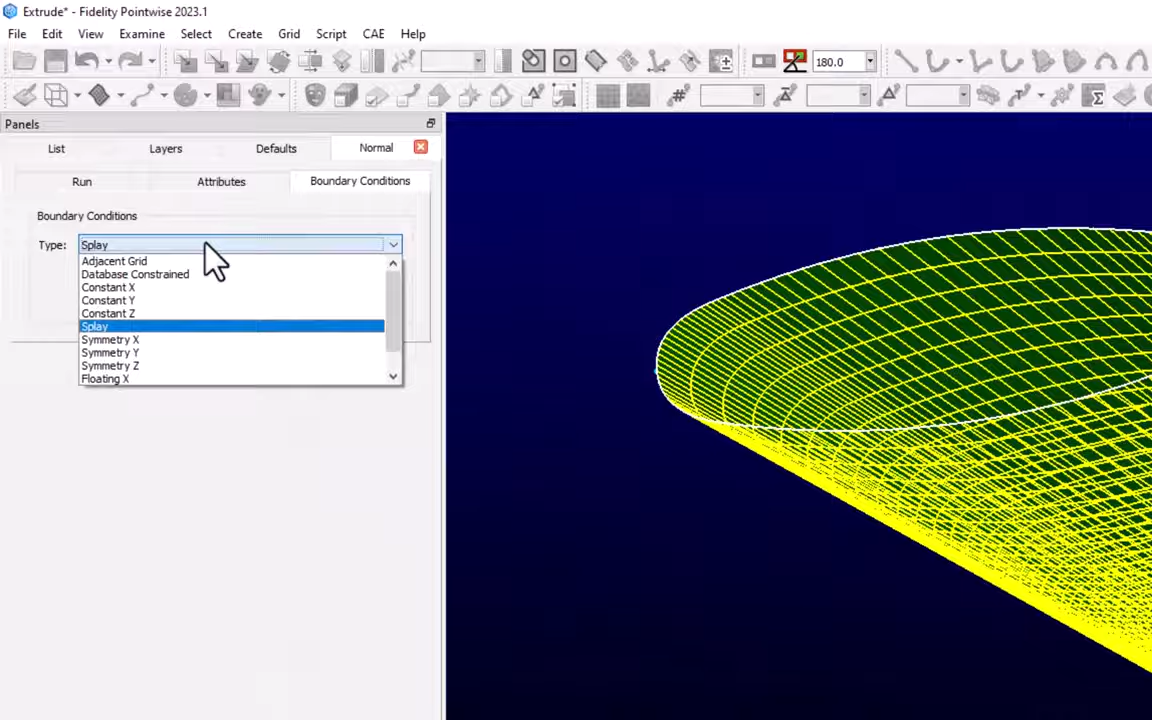 Extrude* - Fidelity Pointwise 2023.1
File Edit View Examine Select Create Grid Script CAE Help
180.0
Panels
List Layers Defaults Normal
Run Attributes Boundary Conditions
Boundary Conditions
Type: Splay
Adjacent Grid
Database Constrained
Constant X
Constant Y
Constant Z
Splay
Symmetry X
Symmetry Y
Symmetry Z
Floating X